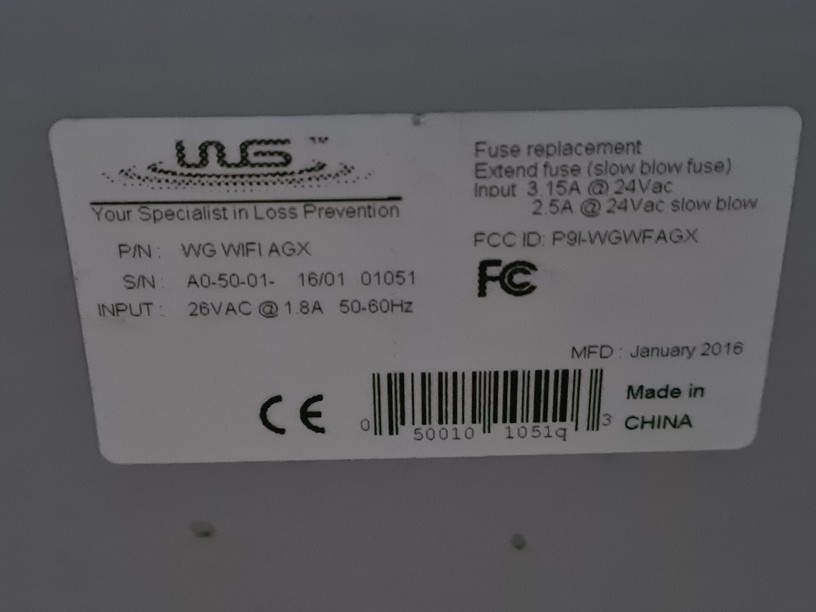 WG ™
Your Specialist in Loss Prevention
P/N : WG WIFI AGX
S/N : A0-50-01- 16/01 01051
INPUT : 26VAC @ 1.8A 50-60Hz
Fuse replacement
Extend fuse (slow blow fuse)
Input 3.15A @ 24Vac
2.5A @ 24Vac slow blow
FCC ID: P9I-WGWFAGX
FC
MFD : January 2016
CE
0 50010 1051q 3
Made in
CHINA